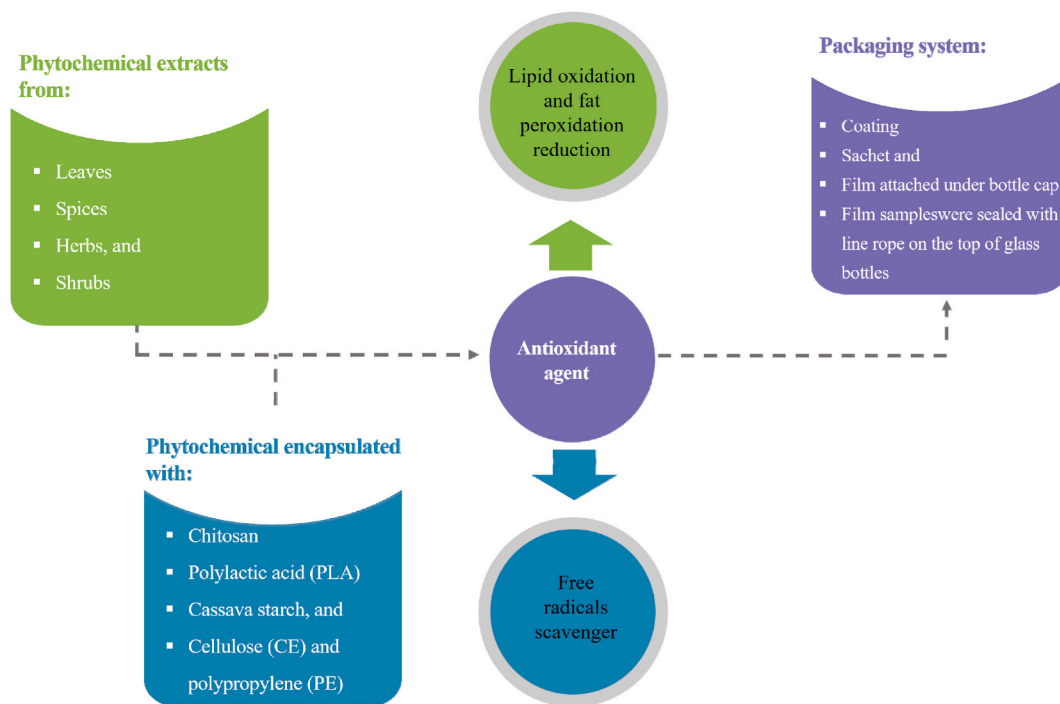 Phytochemical extracts
from:
Leaves
Spices
Herbs, and
Shrubs
Lipid oxidation
and fat
peroxidation
reduction
Packaging system:
Coating
Sachet and
Film attached under bottle cap
Film sampleswere sealed with
line rope on the top of glass
bottles
Antioxidant
agent
Phytochemical encapsulated
with:
Chitosan
Polylactic acid (PLA)
Cassava starch, and
Cellulose (CE) and
polypropylene (PE)
Free
radicals
scavenger